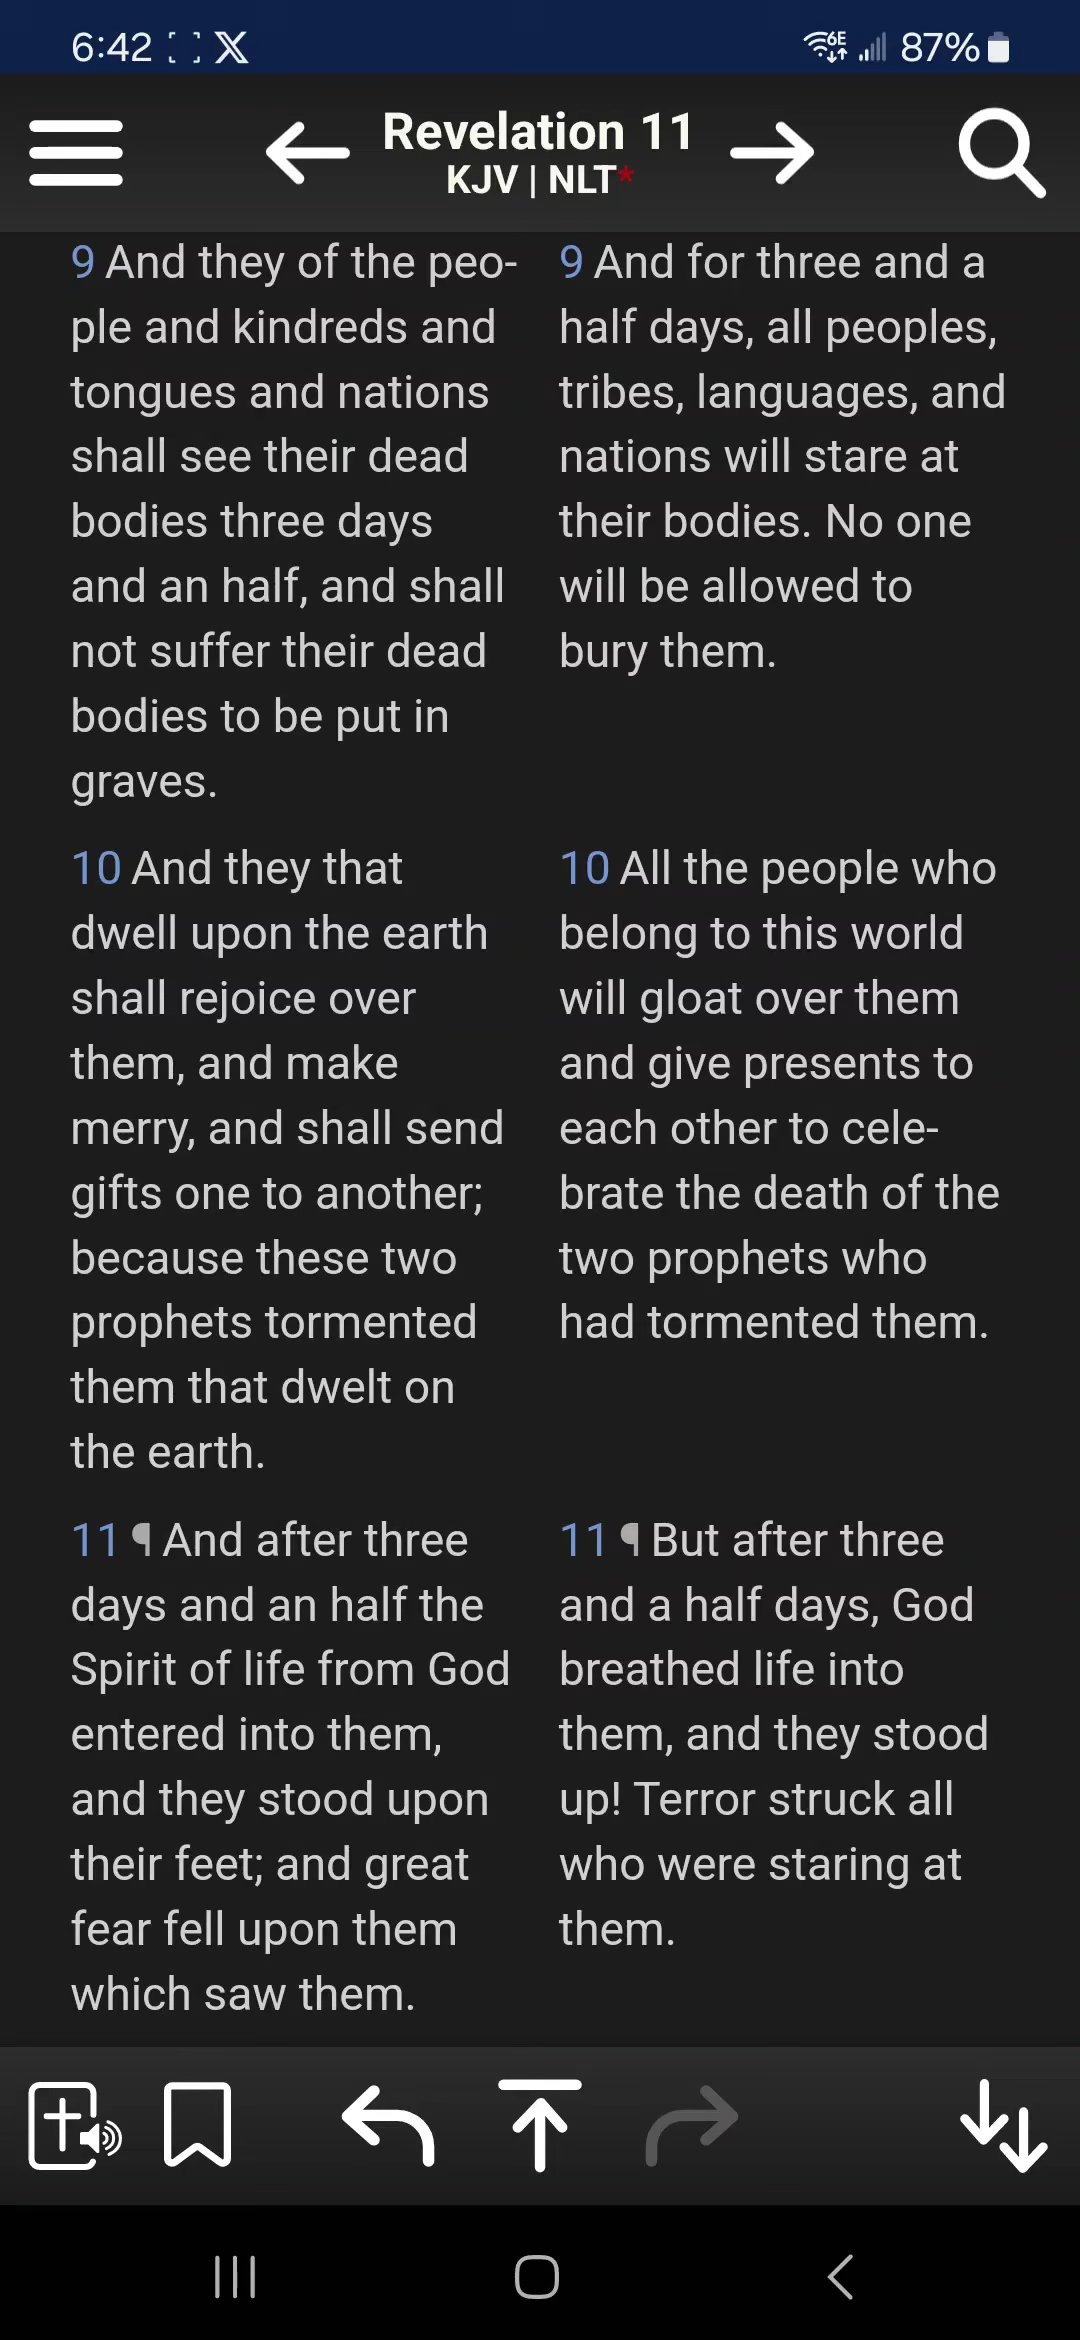 6:42
6E
87%
Revelation 11
KJV | NLT*
9 And they of the peo-
ple and kindreds and
tongues and nations
shall see their dead
bodies three days
and an half, and shall
not suffer their dead
bodies to be put in
graves.
9 And for three and a
half days, all peoples,
tribes, languages, and
nations will stare at
their bodies. No one
will be allowed to
bury them.
10 And they that
dwell upon the earth
shall rejoice over
them, and make
merry, and shall send
gifts one to another;
because these two
prophets tormented
them that dwelt on
the earth.
10 All the people who
belong to this world
will gloat over them
and give presents to
each other to cele-
brate the death of the
two prophets who
had tormented them.
11 ¶ And after three
days and an half the
Spirit of life from God
entered into them,
and they stood upon
their feet; and great
fear fell upon them
which saw them.
11 ¶ But after three
and a half days, God
breathed life into
them, and they stood
up! Terror struck all
who were staring at
them.